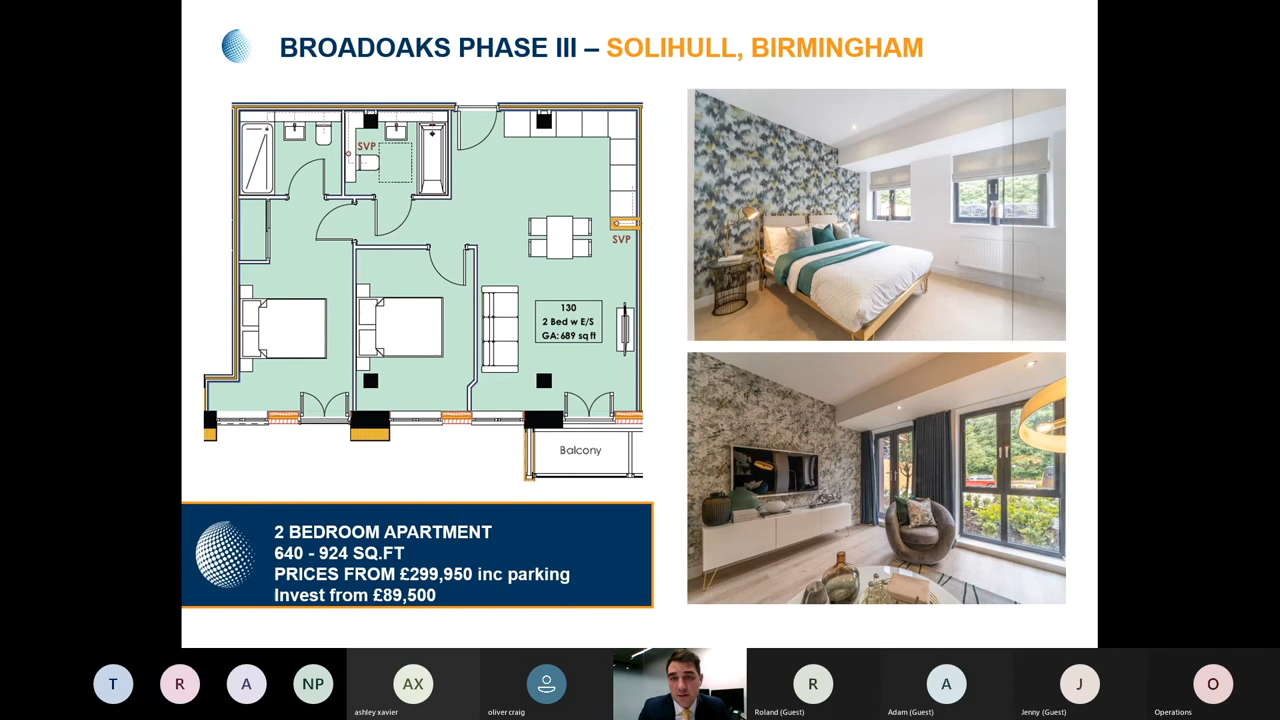 BROADOAKS PHASE III – SOLIHULL, BIRMINGHAM
SVP
SVP
130
2 Bed w E/S
GA: 689 sq ft
Balcony
2 BEDROOM APARTMENT
640 - 924 SQ.FT
PRICES FROM £299,950 inc parking
Invest from £89,500
T
R
A
NP
AX
R
A
J
O
ashley xavier
oliver craig
Roland (Guest)
Adam (Guest)
Jenny (Guest)
Operations